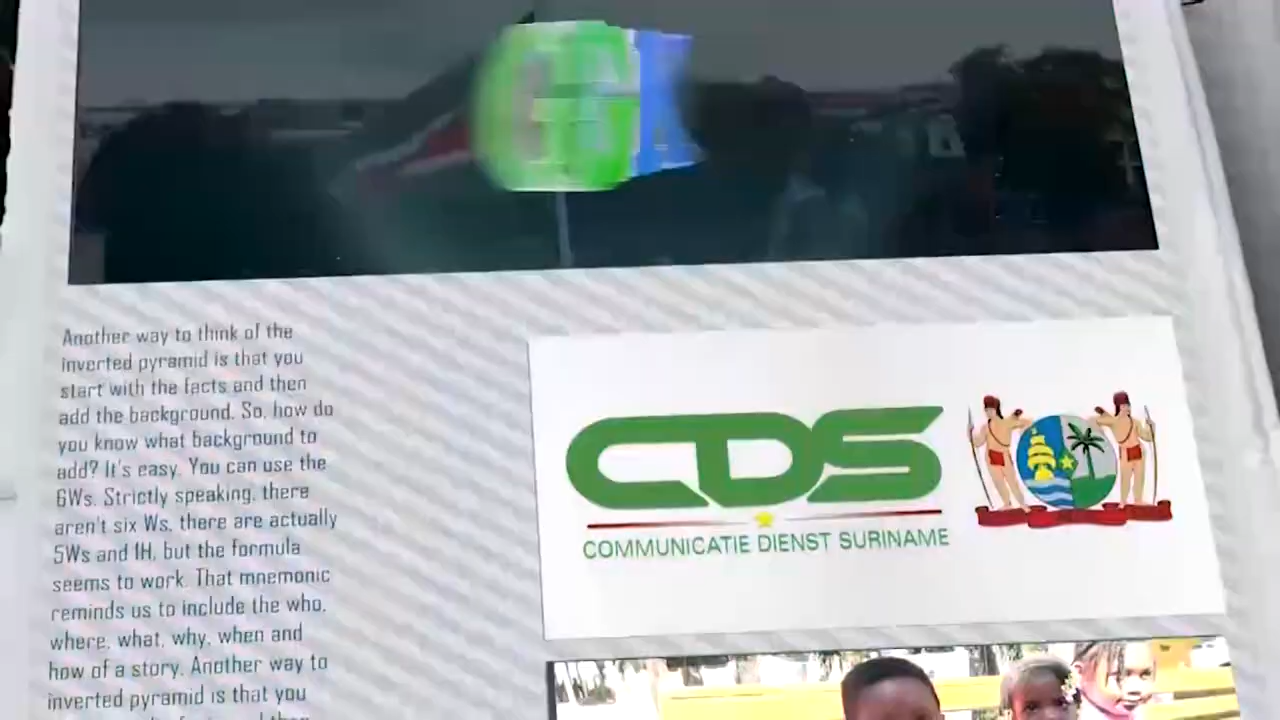 Another way to think of the
inverted pyramid is that you
start with the facts and then
add the background. So, how do
you know what background to
add? It's easy. You can use the
6Ws. Strictly speaking, there
aren't six Ws, there are actually
5Ws and 1H, but the formula
seems to work. That mnemonic
reminds us to include the who,
where, what, why, when and
how of a story. Another way to
inverted pyramid is that you
CDS
COMMUNICATIE DIENST SURINAME